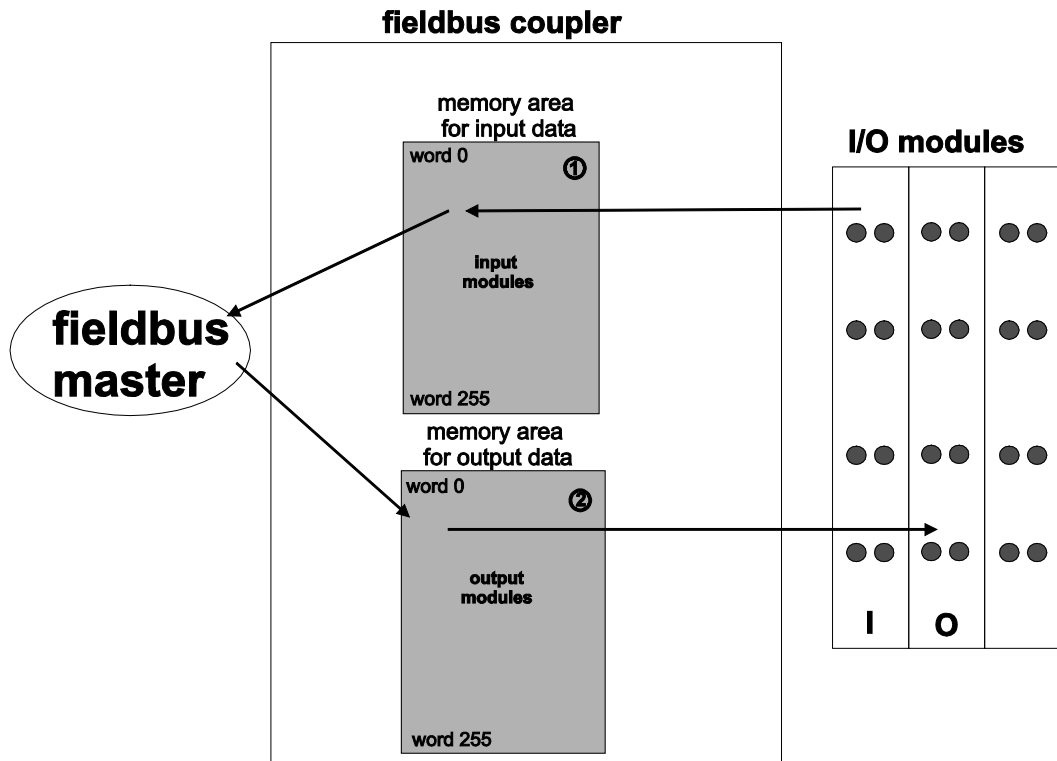 fieldbus coupler
memory area
for input data
word 0
①
input
modules
word 255
I/O modules
fieldbus
master
memory area
for output data
word 0
②
output
modules
word 255
I
O